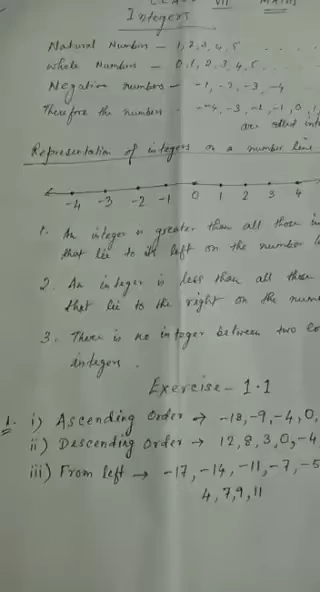 CLASS VII MATHS
Integers
Natural Numbers – 1, 2, 3, 4, 5 . . . .
whole Numbers – 0, 1, 2, 3, 4, 5 . . .
Negative numbers – -1, -2, -3, -4
Therefore the numbers - -4, -3, -2, -1, 0, 1,
are called
Representation of integers on a number line
-4 -3 -2 -1 0 1 2 3 4
1. An integer is greater than all those
that lie to its left on the number
2. An integer is less than all those
that lie to the right on the
3. There is no integer between two
integers.
Exercise – 1.1
1. i) Ascending order → -18, -9, -4, 0,
ii) Descending order → 12, 8, 3, 0, -4
iii) From left → -17, -14, -11, -7, -5
4, 7, 9, 11